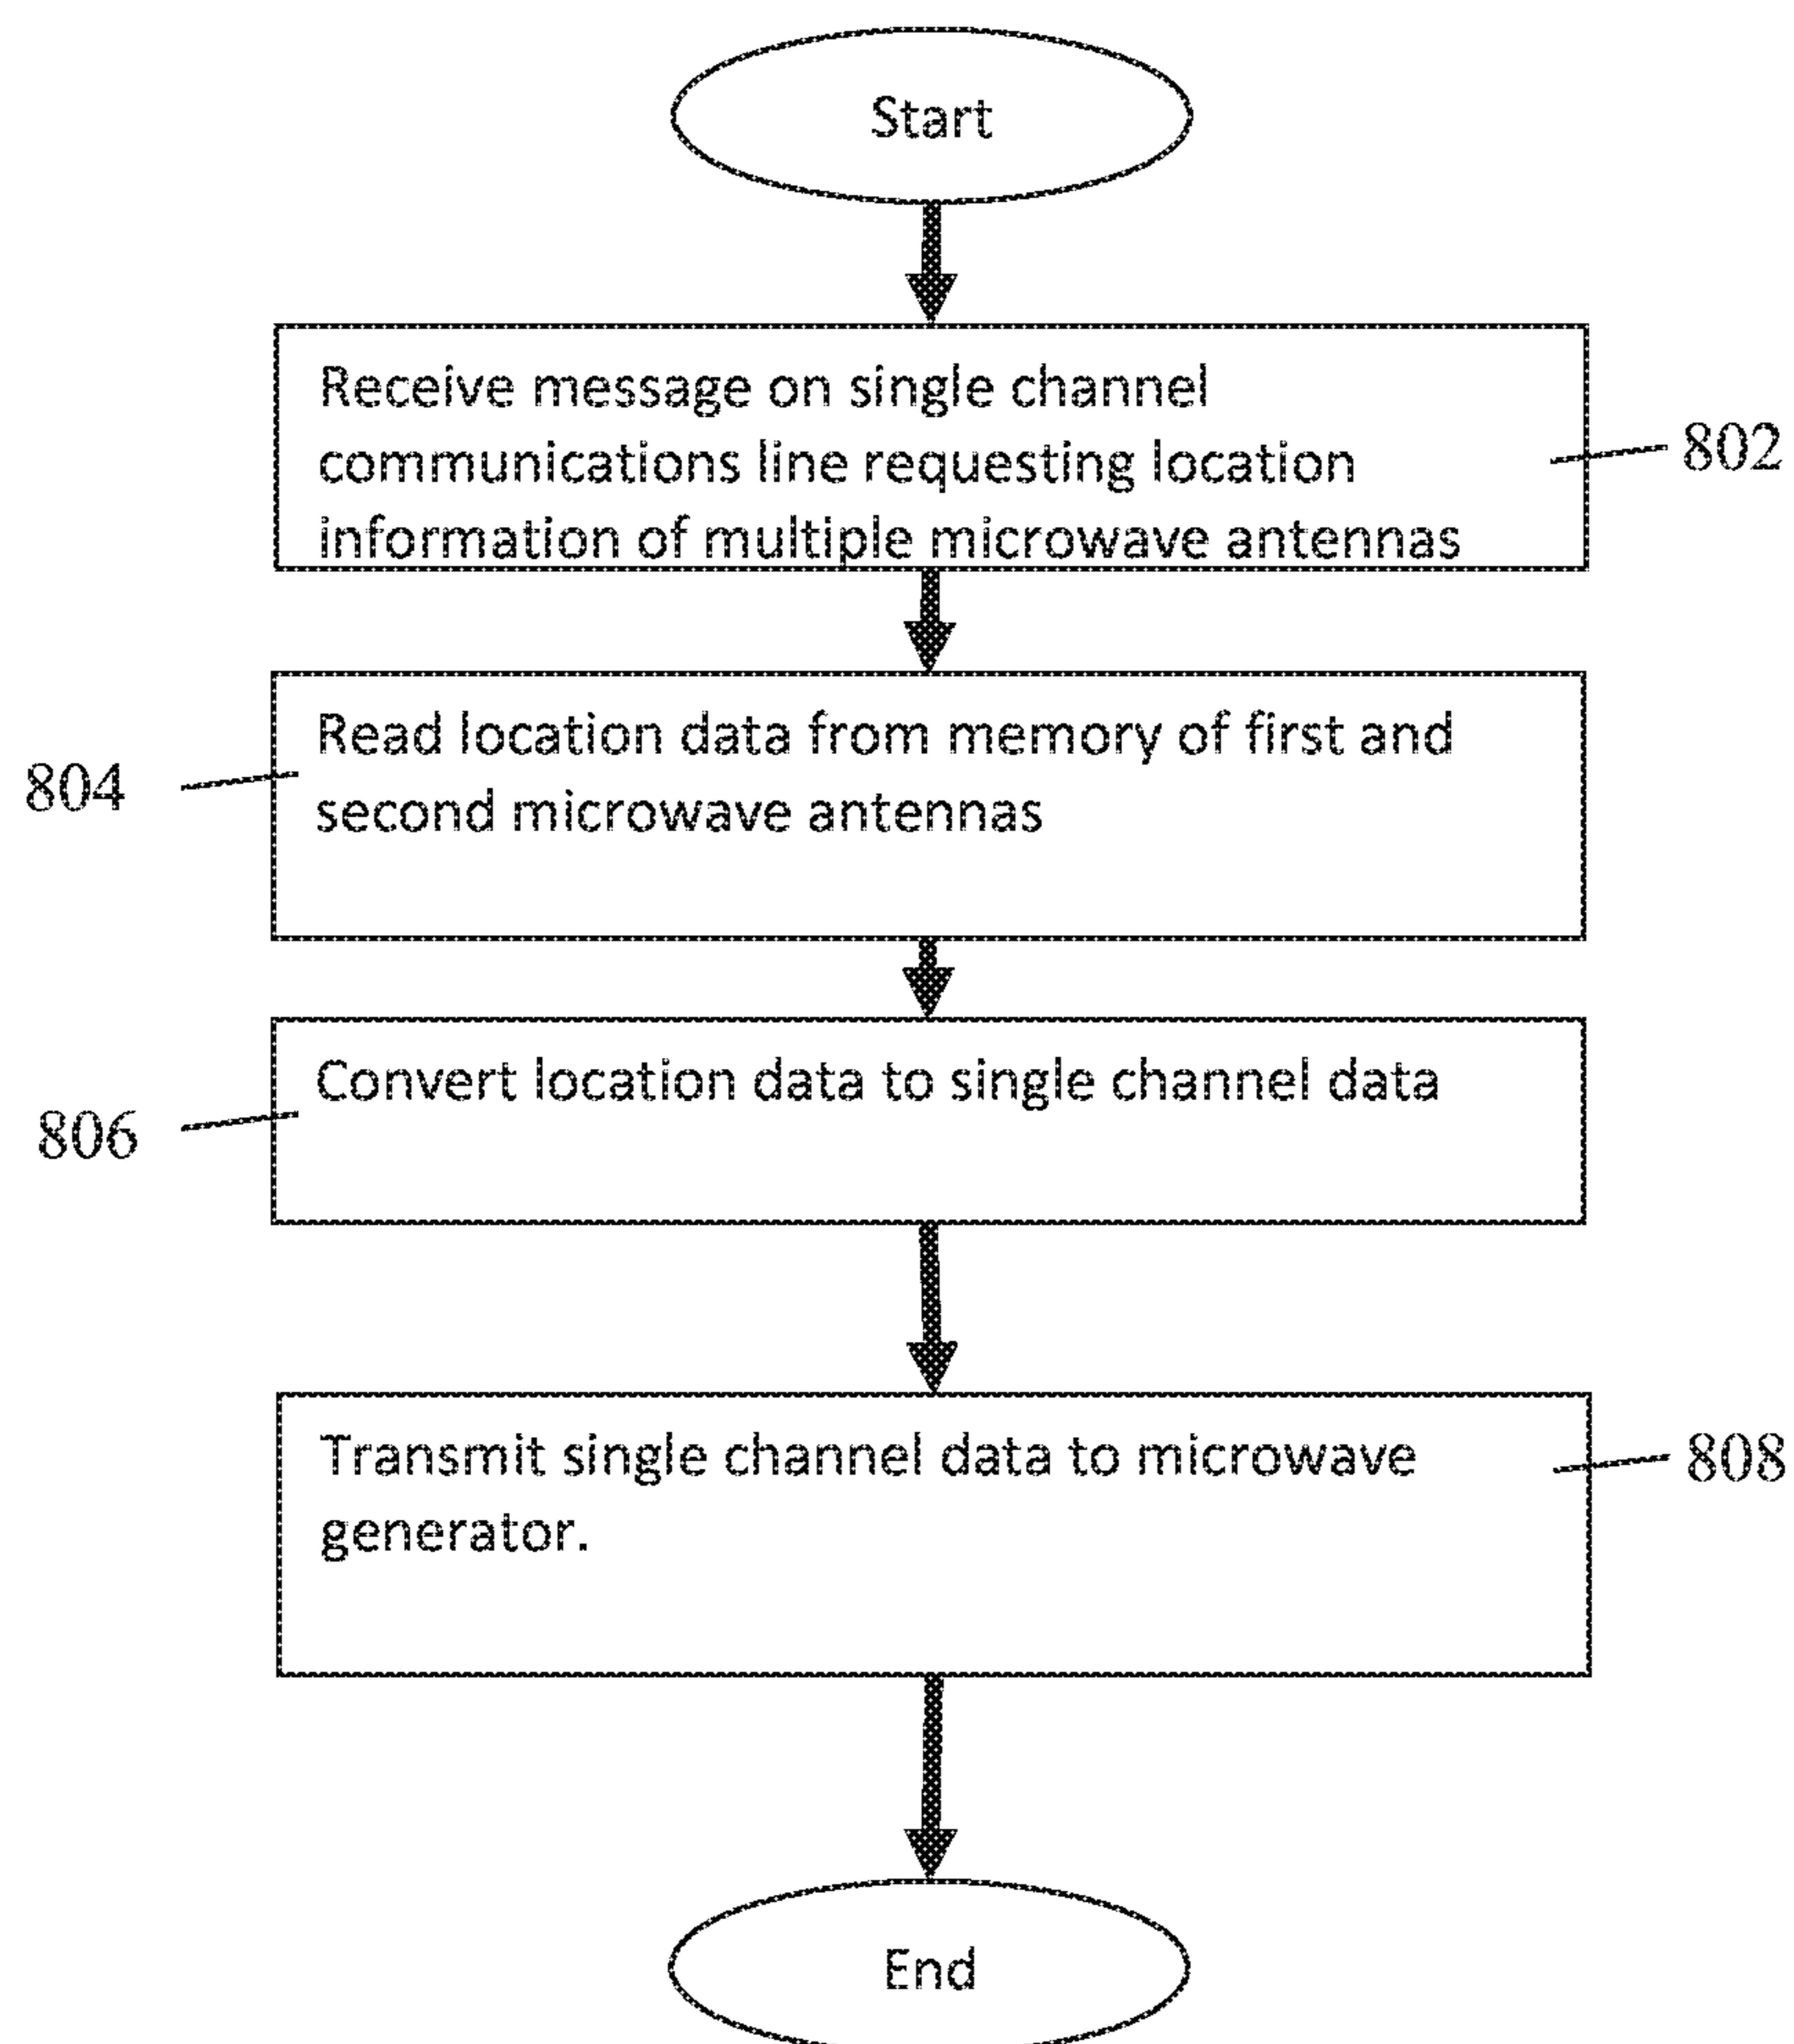 Start
Receive message on single channel
communications line requesting location
information of multiple microwave antennas
802
Read location data from memory of first and
second microwave antennas
804
Convert location data to single channel data
806
Transmit single channel data to microwave
generator.
808
End